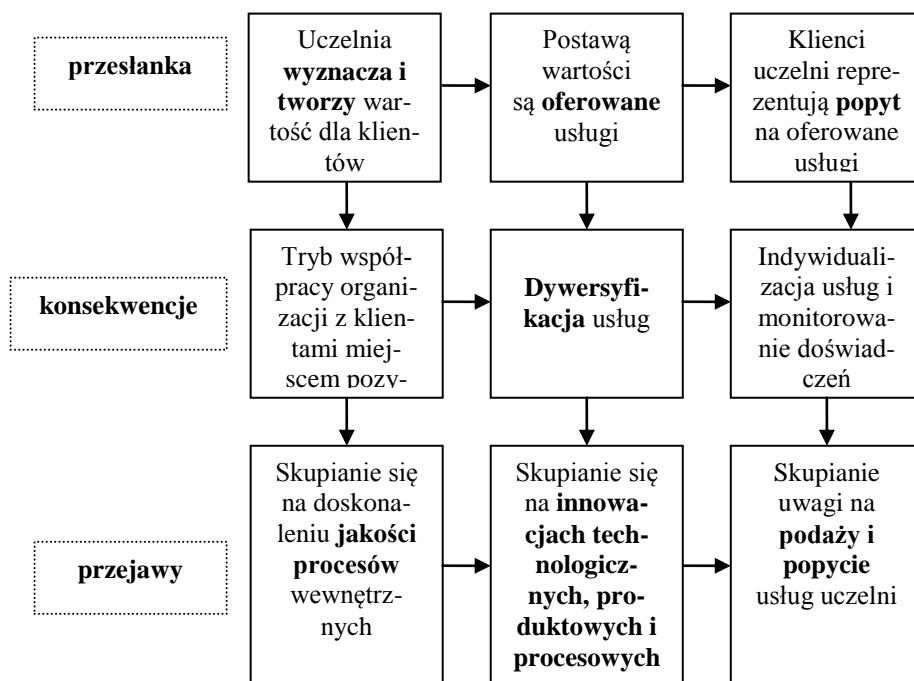 przesłanka
Uczelnia
wyznacza i
tworzy war-
tość dla klien-
tów
Postawą
wartości
są oferowane
usługi
Klienci
uczelni repre-
zentują popyt
na oferowane
usługi
konsekwencje
Tryb współ-
pracy organi-
zacji z klien-
tami miej-
scem pozy-
Dywersyfi-
kacja usług
Indywiduali-
zacja usług i
monitorowa-
nie doświad-
czeń
przejawy
Skupianie się
na doskona-
leniu jakości
procesów
wewnętrz-
nych
Skupianie się
na innowa-
cjach tech-
nologicz-
nych, pro-
duktowych i
procesowych
Skupianie
uwagi na
podaży i
popycie
usług uczelni